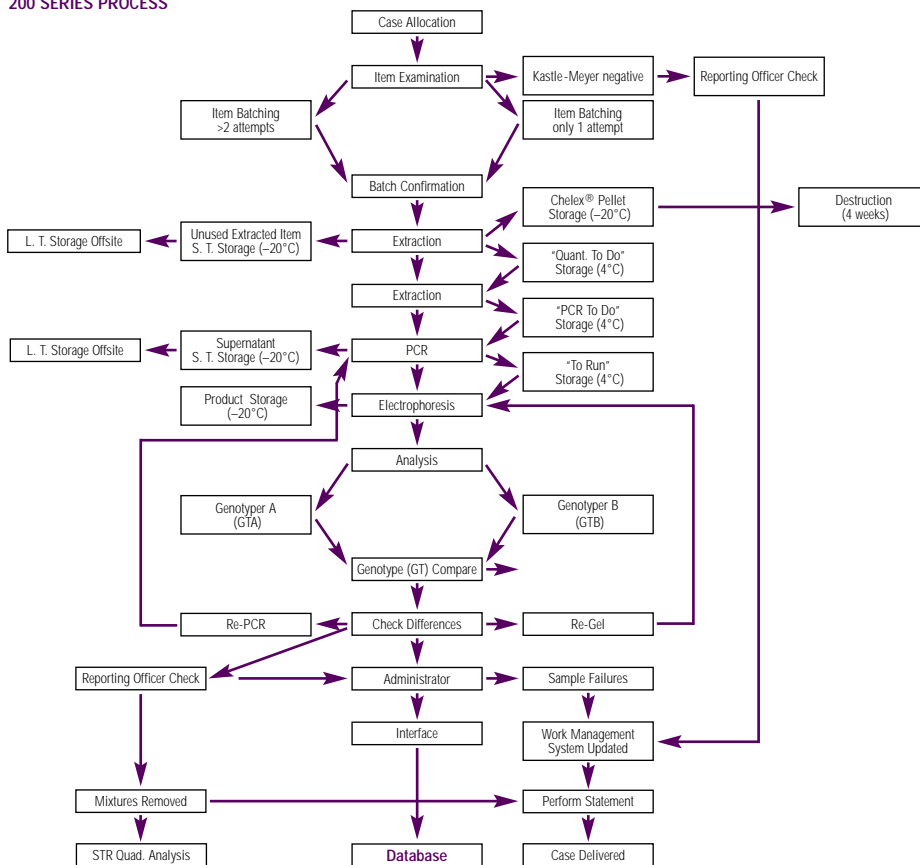 200 SERIES PROCESS
Case Allocation
Item Examination
Kastle-Meyer negative
Reporting Officer Check
Item Batching
>2 attempts
Item Batching
only 1 attempt
Batch Confirmation
Chelex® Pellet
Storage (–20°C)
Destruction
(4 weeks)
L. T. Storage Offsite
Unused Extracted Item
S. T. Storage (–20°C)
Extraction
"Quant. To Do"
Storage (4°C)
Extraction
"PCR To Do"
Storage (4°C)
L. T. Storage Offsite
Supernatant
S. T. Storage (–20°C)
PCR
"To Run"
Storage (4°C)
Product Storage
(–20°C)
Electrophoresis
Analysis
Genotyper A
(GTA)
Genotyper B
(GTB)
Genotype (GT) Compare
Re-PCR
Check Differences
Re-Gel
Reporting Officer Check
Administrator
Sample Failures
Interface
Work Management
System Updated
Mixtures Removed
Perform Statement
STR Quad. Analysis
Database
Case Delivered